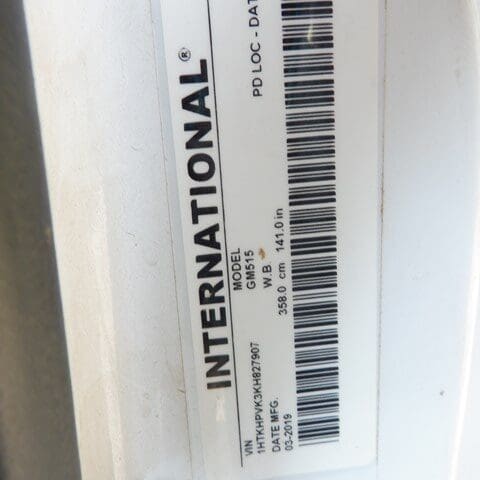 INTERNATIONAL®
VIN
1HTKHPVK3KH827907
MODEL
GM515
DATE MFG.
03-2019
W.B.
358.0 cm 141.0 in
PD LOC - DAT